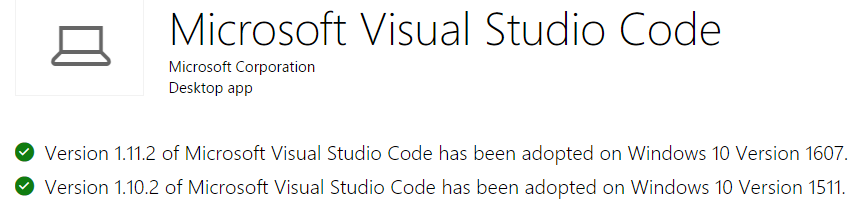 Microsoft Visual Studio Code
Microsoft Corporation
Desktop app
Version 1.11.2 of Microsoft Visual Studio Code has been adopted on Windows 10 Version 1607.
Version 1.10.2 of Microsoft Visual Studio Code has been adopted on Windows 10 Version 1511.